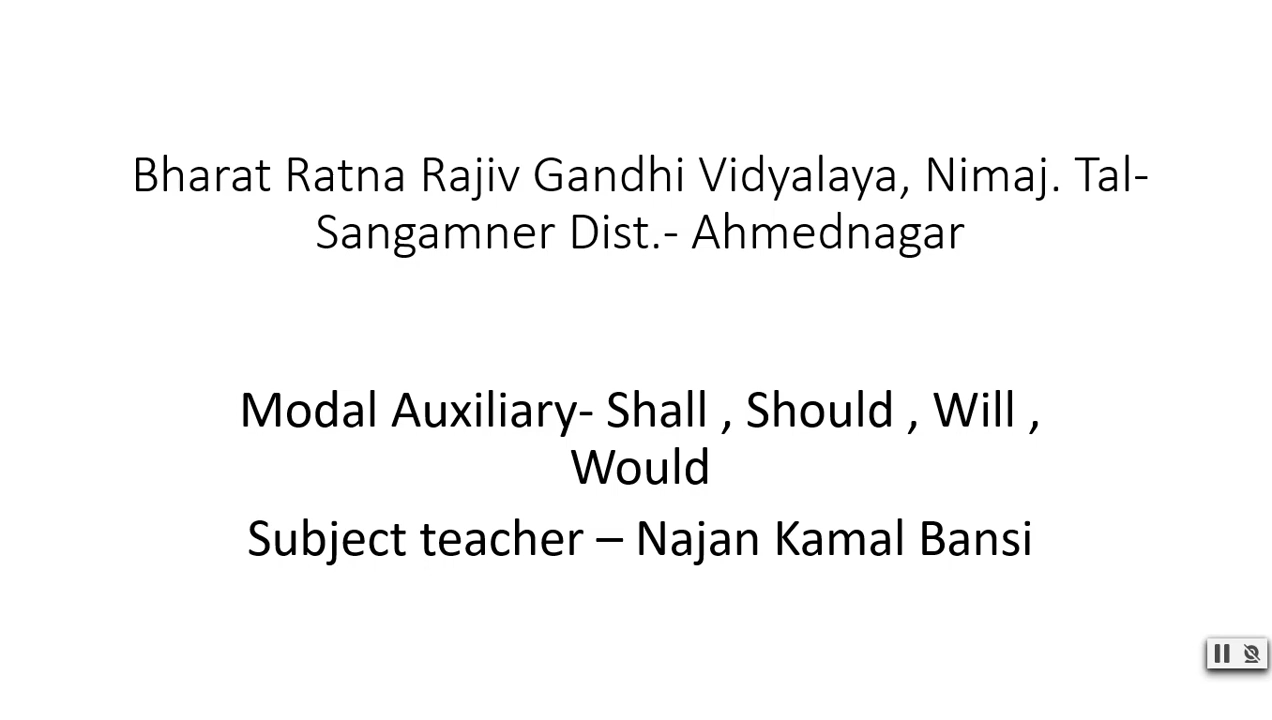 Bharat Ratna Rajiv Gandhi Vidyalaya, Nimaj. Tal-
Sangamner Dist.- Ahmednagar
Modal Auxiliary- Shall , Should , Will ,
Would
Subject teacher – Najan Kamal Bansi